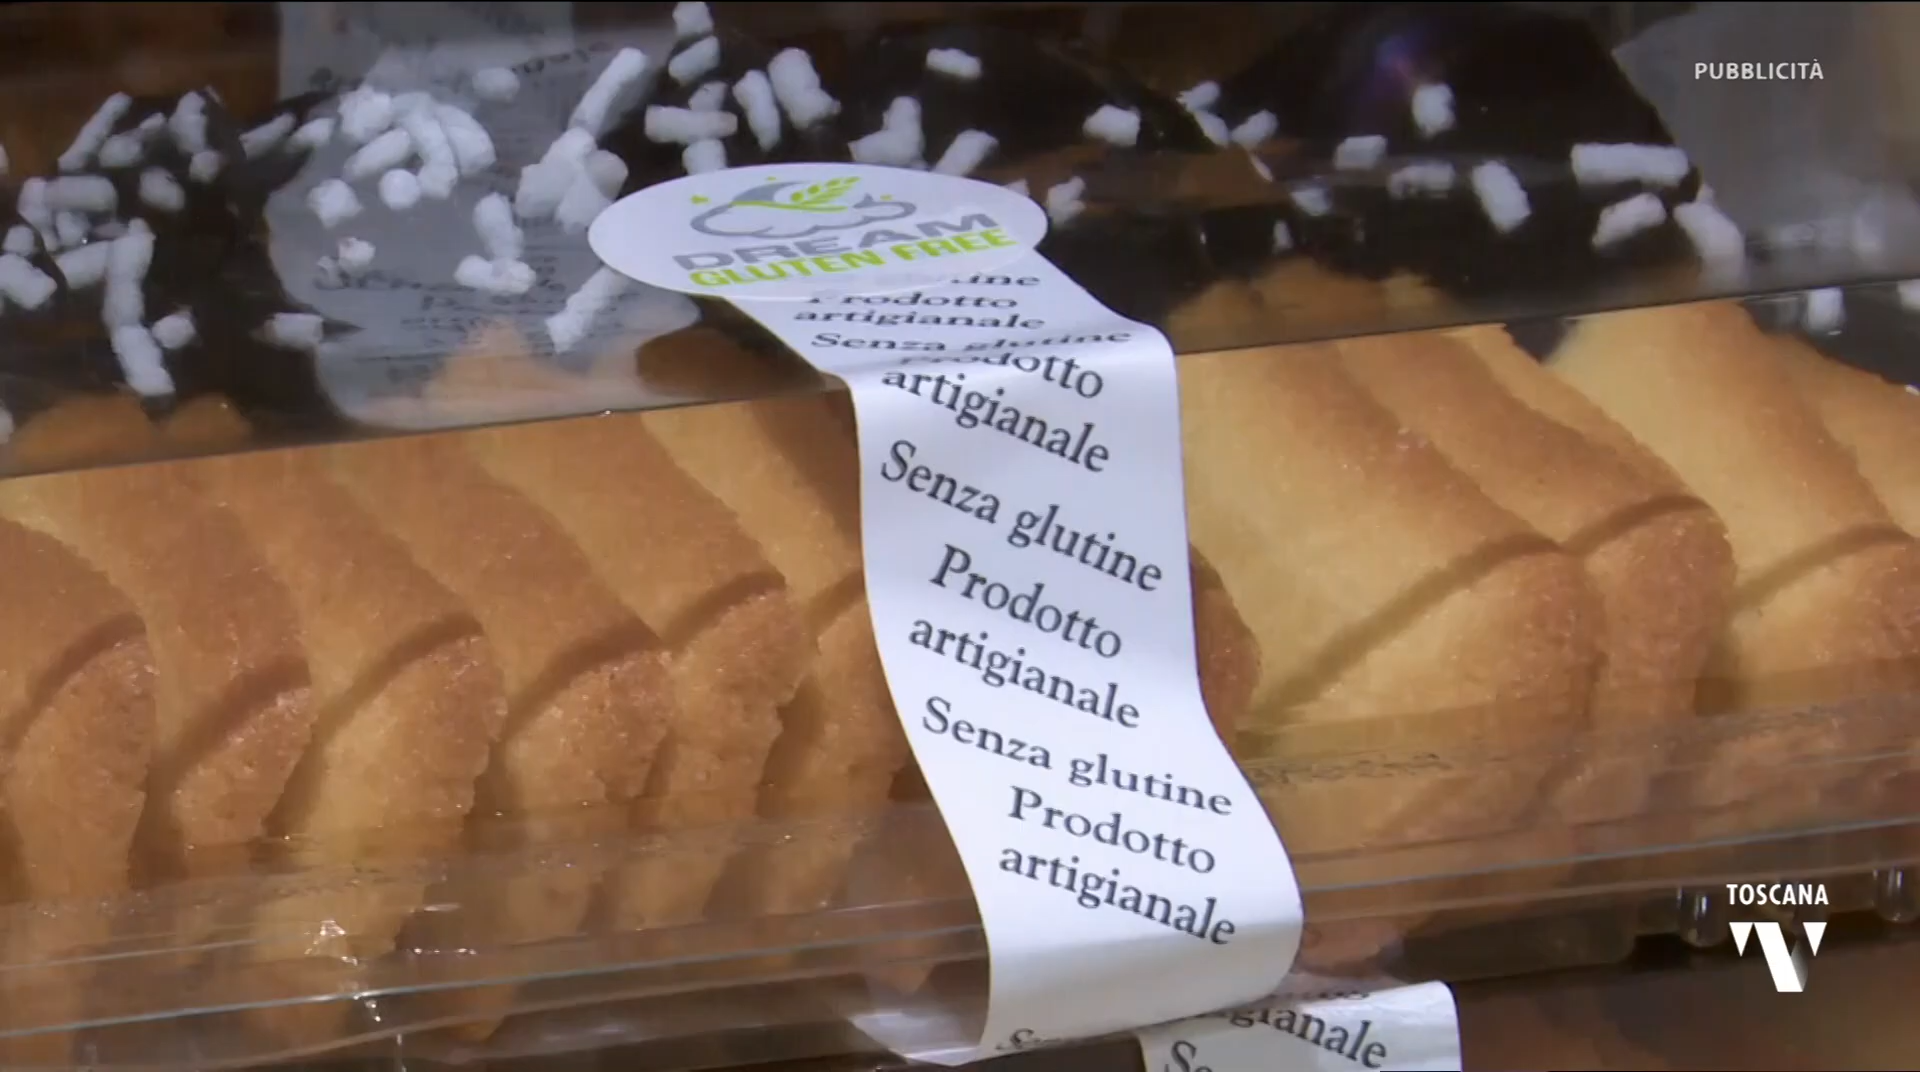 PUBBLICITÀ
DREAM
GLUTEN FREE
Prodotto
artigianale
Senza glutine
Prodotto
artigianale
Senza glutine
Prodotto
artigianale
Senza glutine
Prodotto
artigianale
TOSCANA
TV